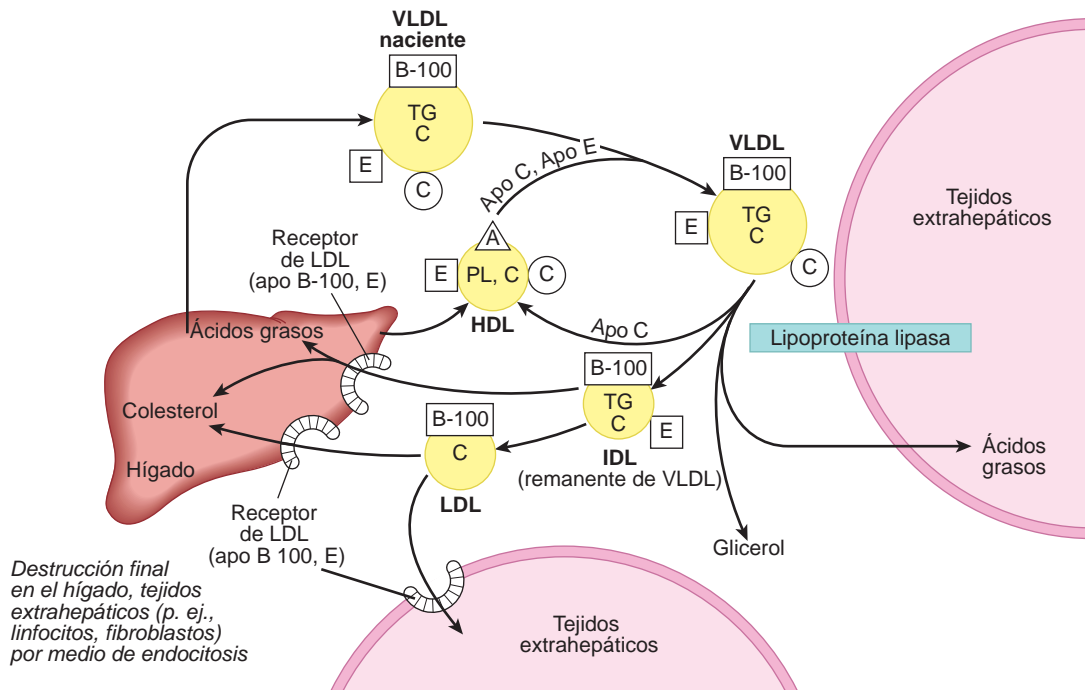 VLDL
naciente
B-100
TG
C
E
C
Apo C, Apo E
VLDL
B-100
TG
C
E
C
Tejidos
extrahepáticos
Receptor
de LDL
(apo B-100, E)
A
E
PL, C
C
HDL
Ácidos grasos
Apo C
Lipoproteína lipasa
B-100
TG
C
E
IDL
(remanente de VLDL)
Colesterol
B-100
C
LDL
Hígado
Ácidos
grasos
Receptor
de LDL
(apo B 100, E)
Glicerol
Destrucción final
en el hígado, tejidos
extrahepáticos (p. ej.,
linfocitos, fibroblastos)
por medio de endocitosis
Tejidos
extrahepáticos